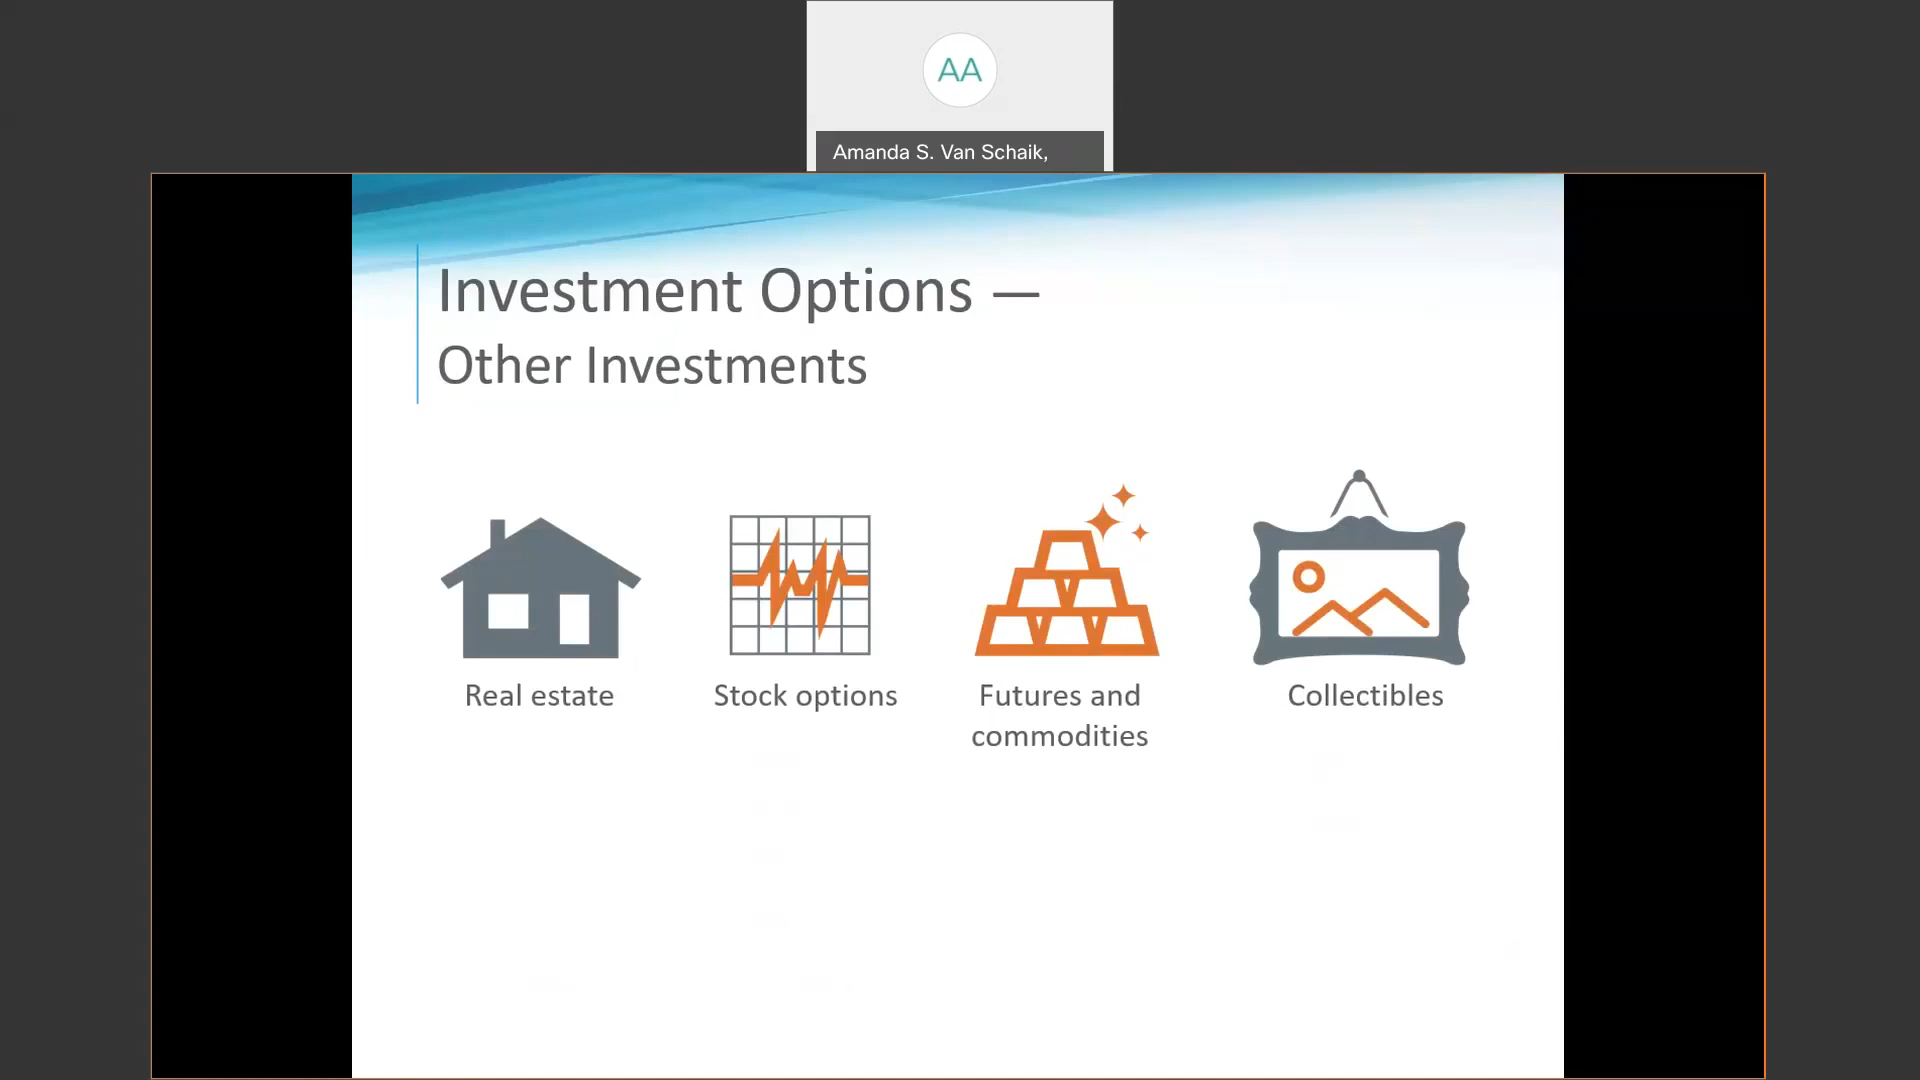 AA
Amanda S. Van Schaik,
Investment Options —
Other Investments
Real estate
Stock options
Futures and
commodities
Collectibles